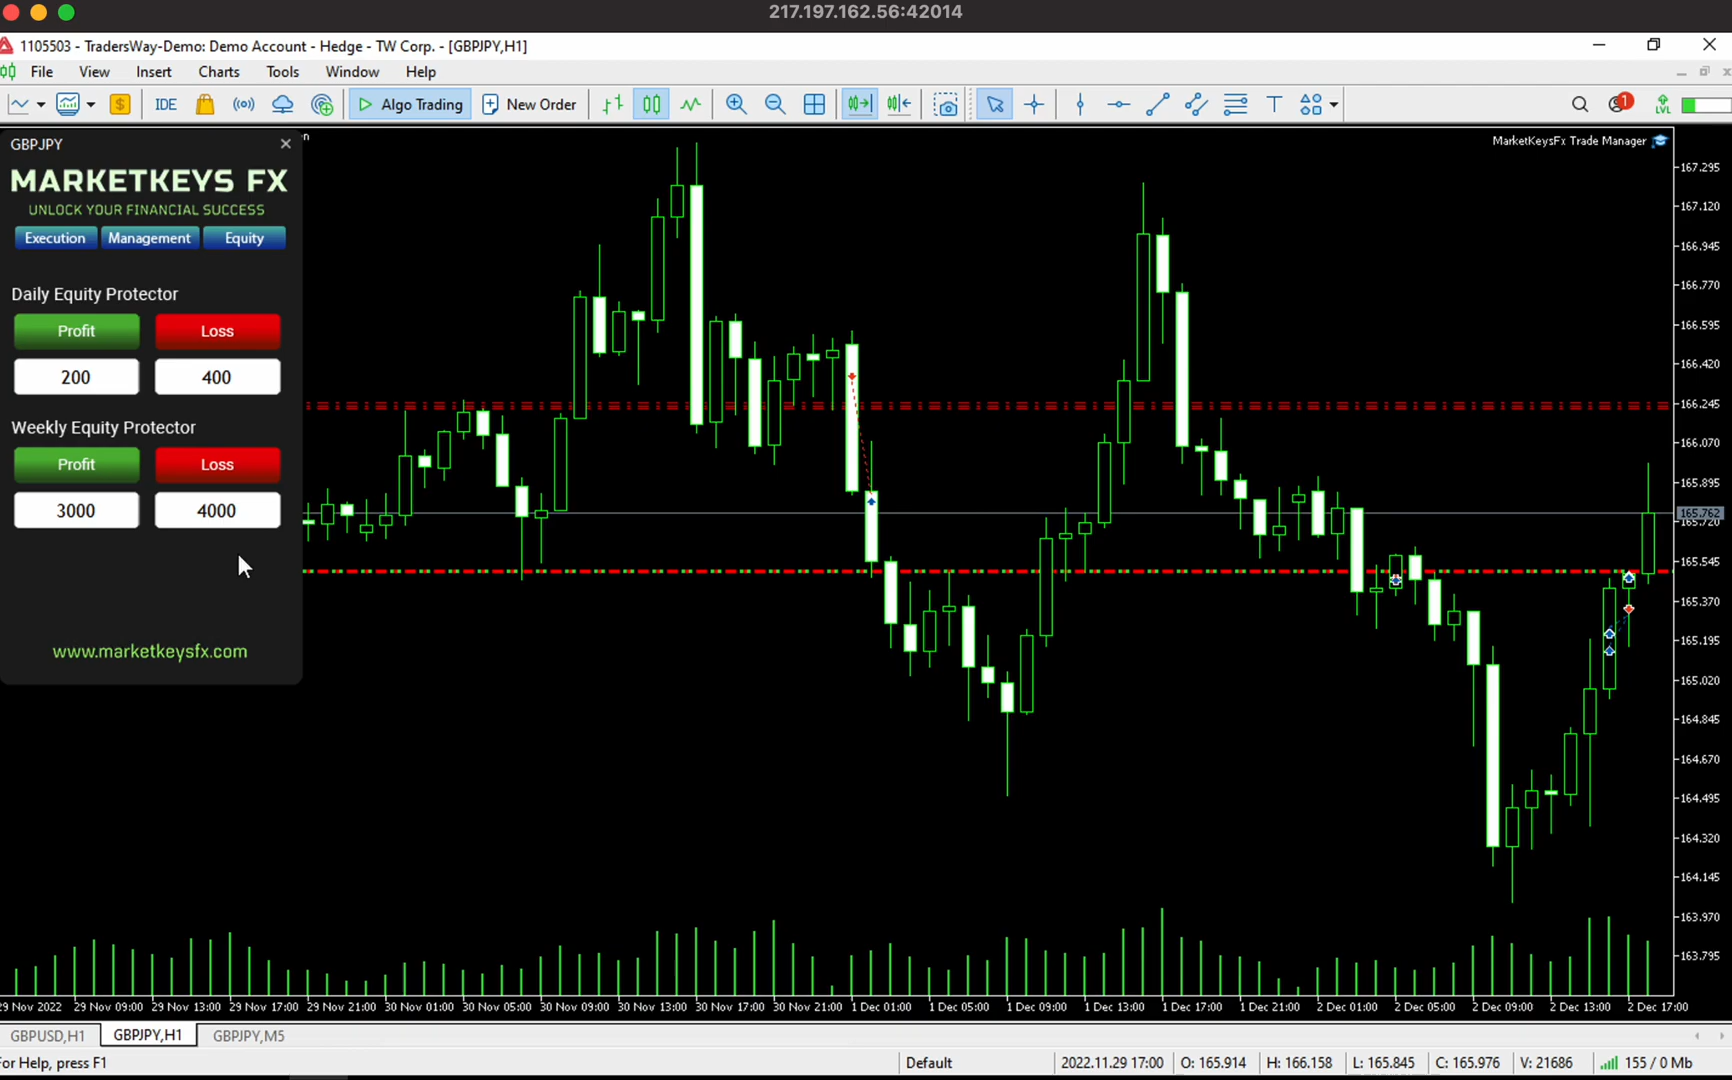 217.197.162.56:42014
1105503 - TradersWay-Demo: Demo Account - Hedge - TW Corp. - [GBPJPY,H1]
File View Insert Charts Tools Window Help
$ IDE Algo Trading New Order T 1 LVL
GBPJPY
n
MarketKeysFx Trade Manager
MARKETKEYS FX
UNLOCK YOUR FINANCIAL SUCCESS
Execution Management Equity
Daily Equity Protector
Profit Loss
200 400
Weekly Equity Protector
Profit Loss
3000 4000
www.marketkeysfx.com
167.295
167.120
166.945
166.770
166.595
166.420
166.245
166.070
165.895
165.762
165.720
165.545
165.370
165.195
165.020
164.845
164.670
164.495
164.320
164.145
163.970
163.795
29 Nov 2022 29 Nov 09:00 29 Nov 13:00 29 Nov 17:00 29 Nov 21:00 30 Nov 01:00 30 Nov 05:00 30 Nov 09:00 30 Nov 13:00 30 Nov 17:00 30 Nov 21:00 1 Dec 01:00 1 Dec 05:00 1 Dec 09:00 1 Dec 13:00 1 Dec 17:00 1 Dec 21:00 2 Dec 01:00 2 Dec 05:00 2 Dec 09:00 2 Dec 13:00 2 Dec 17:00
GBPUSD,H1 GBPJPY,H1 GBPJPY,M5
For Help, press F1 Default 2022.11.29 17:00 O: 165.914 H: 166.158 L: 165.845 C: 165.976 V: 21686 155 / 0 Mb